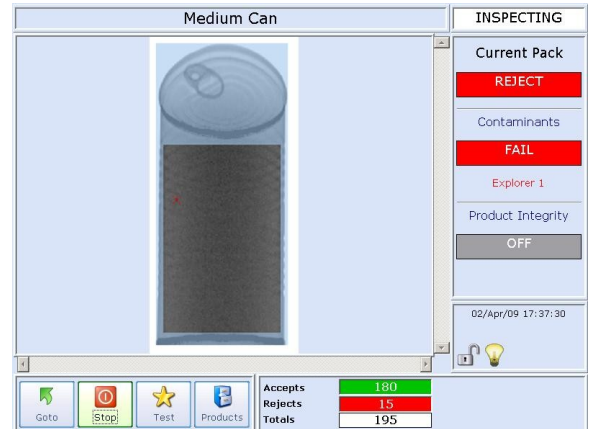 Medium Can
INSPECTING
Current Pack
REJECT
Contaminants
FAIL
Explorer 1
Product Integrity
OFF
02/Apr/09 17:37:30
Goto
Stop
Test
Products
Accepts 180
Rejects 15
Totals 195